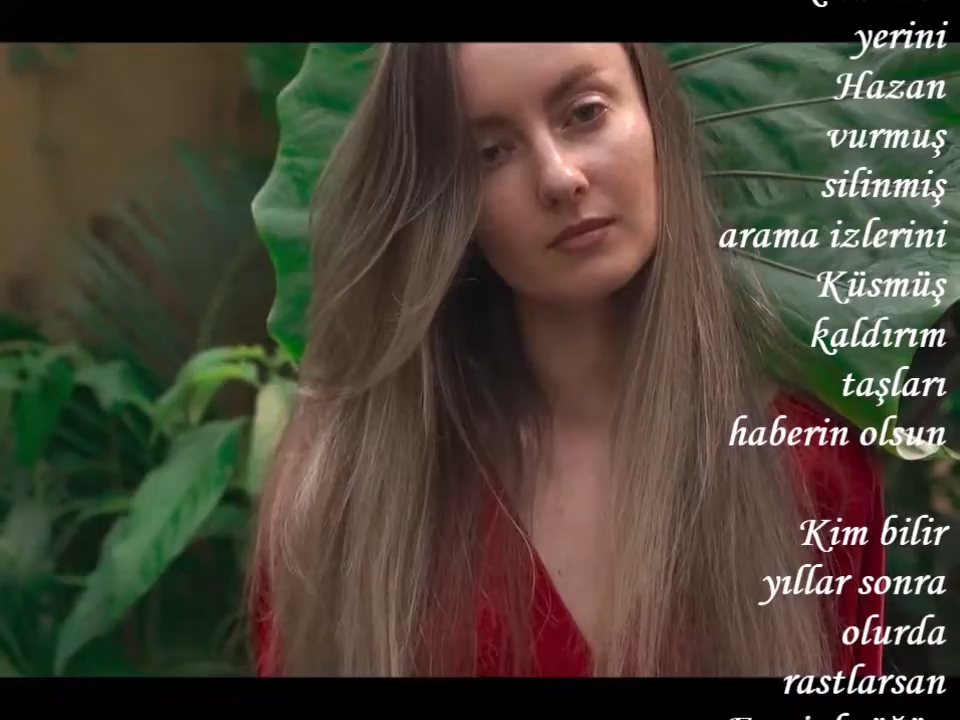 yerini
Hazan
vurmuş
silinmiş
arama izlerini
Küsmüş
kaldırım
taşları
haberin olsun
Kim bilir
yıllar sonra
olurda
rastlarsan